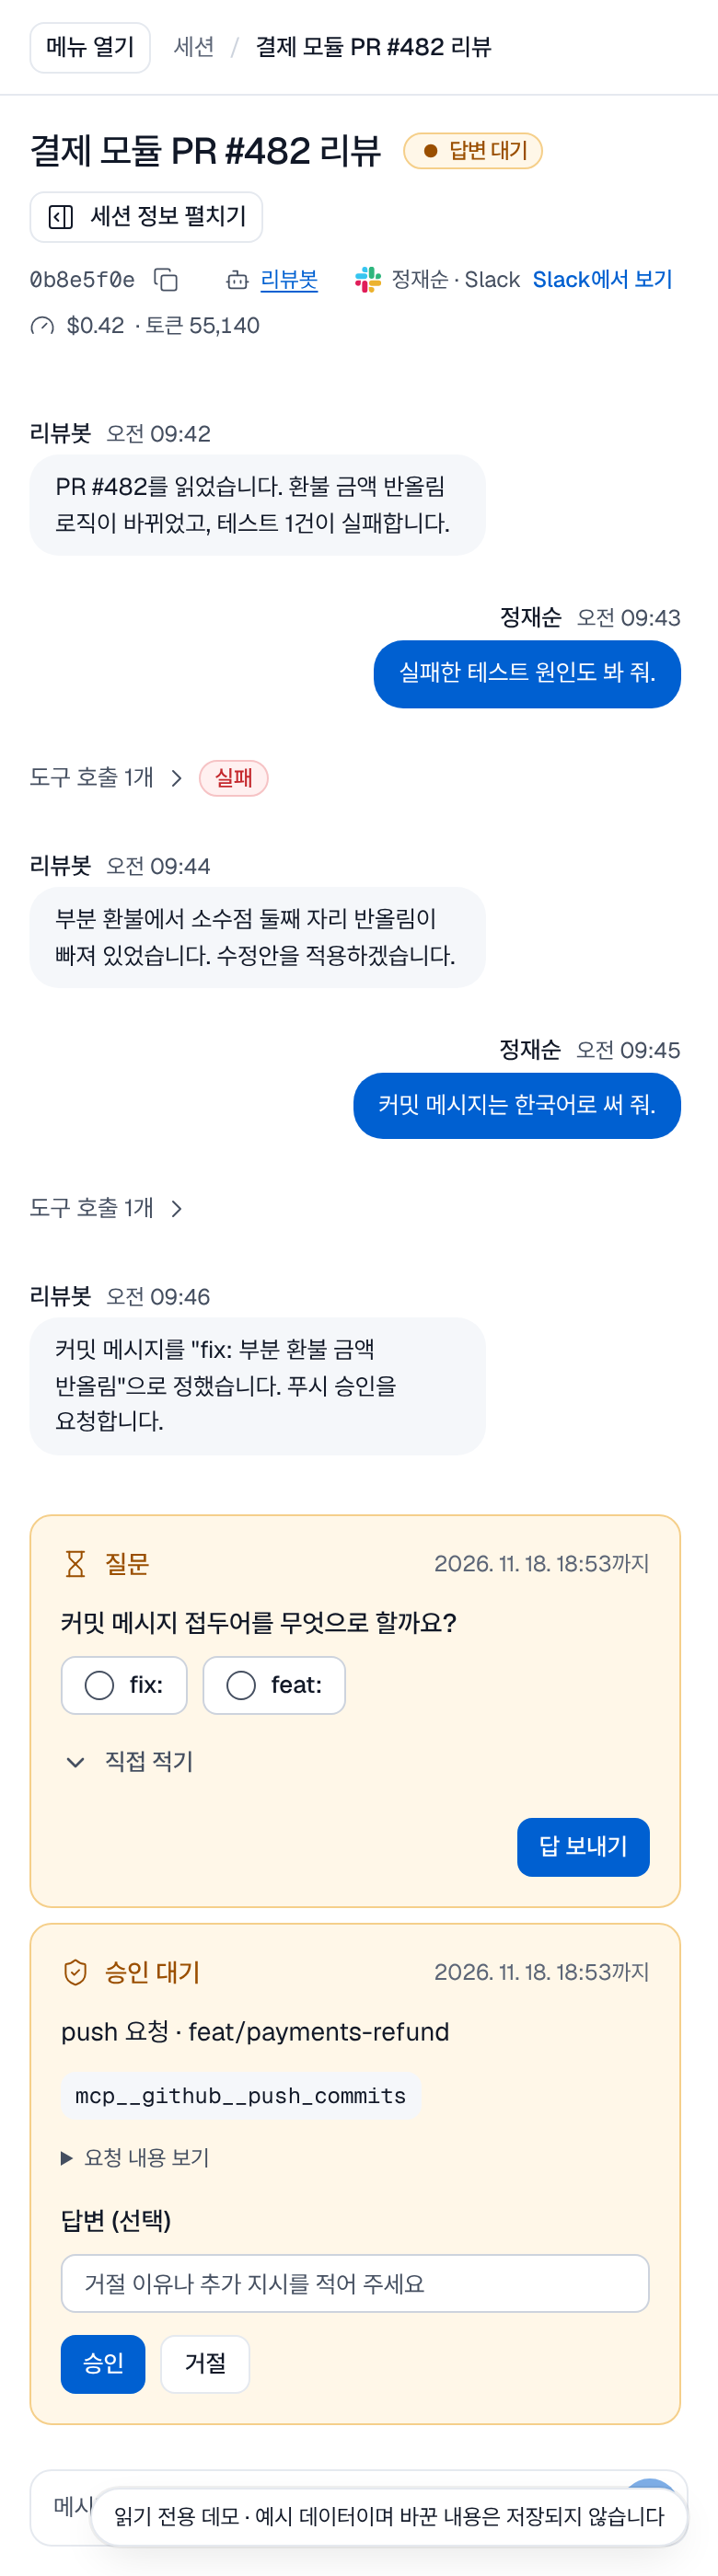 메뉴 열기 세션 / 결제 모듈 PR #482 리뷰
결제 모듈 PR #482 리뷰 답변 대기
세션 정보 펼치기
0b8e5f0e 리뷰봇 정재순 · Slack Slack에서 보기
$0.42 · 토큰 55,140
리뷰봇 오전 09:42
PR #482를 읽었습니다. 환불 금액 반올림
로직이 바뀌었고, 테스트 1건이 실패합니다.
정재순 오전 09:43
실패한 테스트 원인도 봐 줘.
도구 호출 1개 실패
리뷰봇 오전 09:44
부분 환불에서 소수점 둘째 자리 반올림이
빠져 있었습니다. 수정안을 적용하겠습니다.
정재순 오전 09:45
커밋 메시지는 한국어로 써 줘.
도구 호출 1개
리뷰봇 오전 09:46
커밋 메시지를 "fix: 부분 환불 금액
반올림"으로 정했습니다. 푸시 승인을
요청합니다.
질문 2026. 11. 18. 18:53까지
커밋 메시지 접두어를 무엇으로 할까요?
fix: feat:
직접 적기
답 보내기
승인 대기 2026. 11. 18. 18:53까지
push 요청 · feat/payments-refund
mcp__github__push_commits
요청 내용 보기
답변 (선택)
거절 이유나 추가 지시를 적어 주세요
승인 거절
메시
읽기 전용 데모 · 예시 데이터이며 바꾼 내용은 저장되지 않습니다